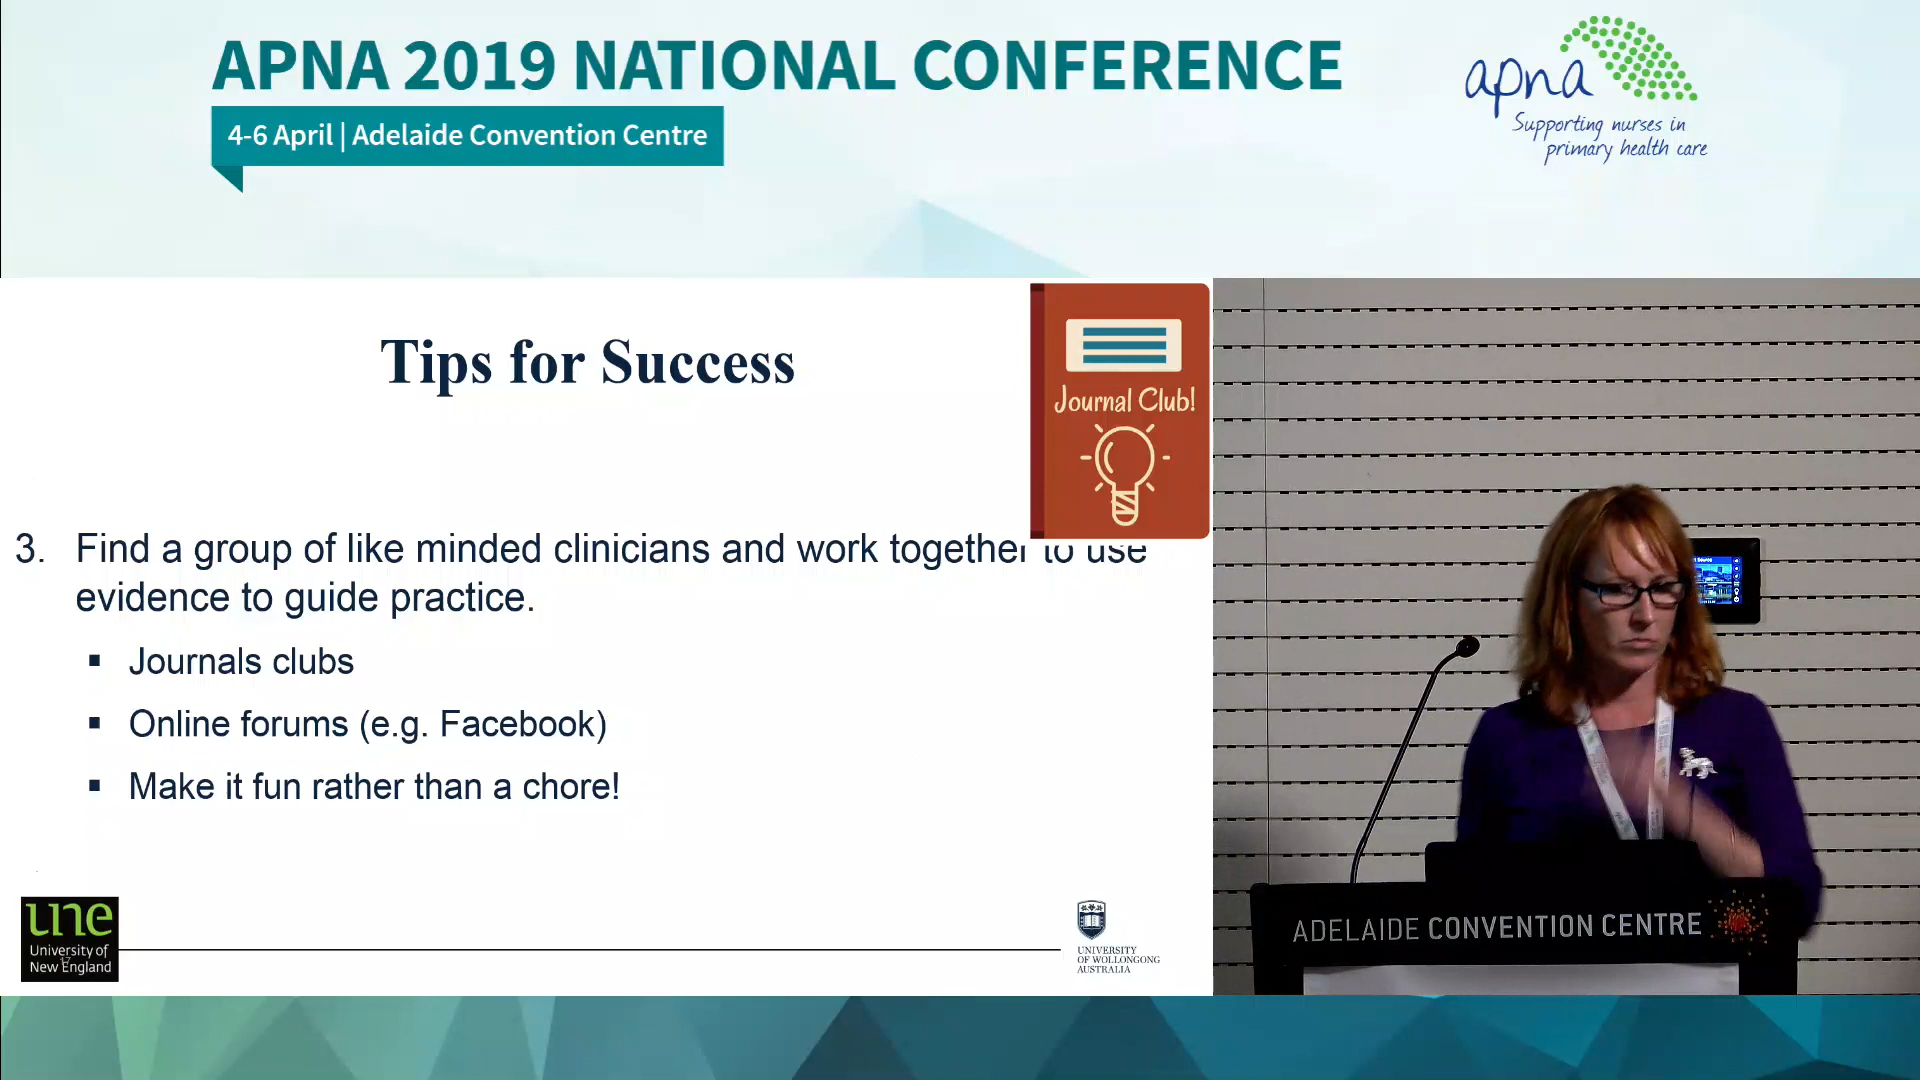 APNA 2019 NATIONAL CONFERENCE
4-6 April | Adelaide Convention Centre
apna
Supporting nurses in
primary health care
Tips for Success
Journal Club!
3. Find a group of like minded clinicians and work together to use
evidence to guide practice.
▪ Journals clubs
▪ Online forums (e.g. Facebook)
▪ Make it fun rather than a chore!
une
University of
New England
17
UNIVERSITY
OF WOLLONGONG
AUSTRALIA
ADELAIDE CONVENTION CENTRE